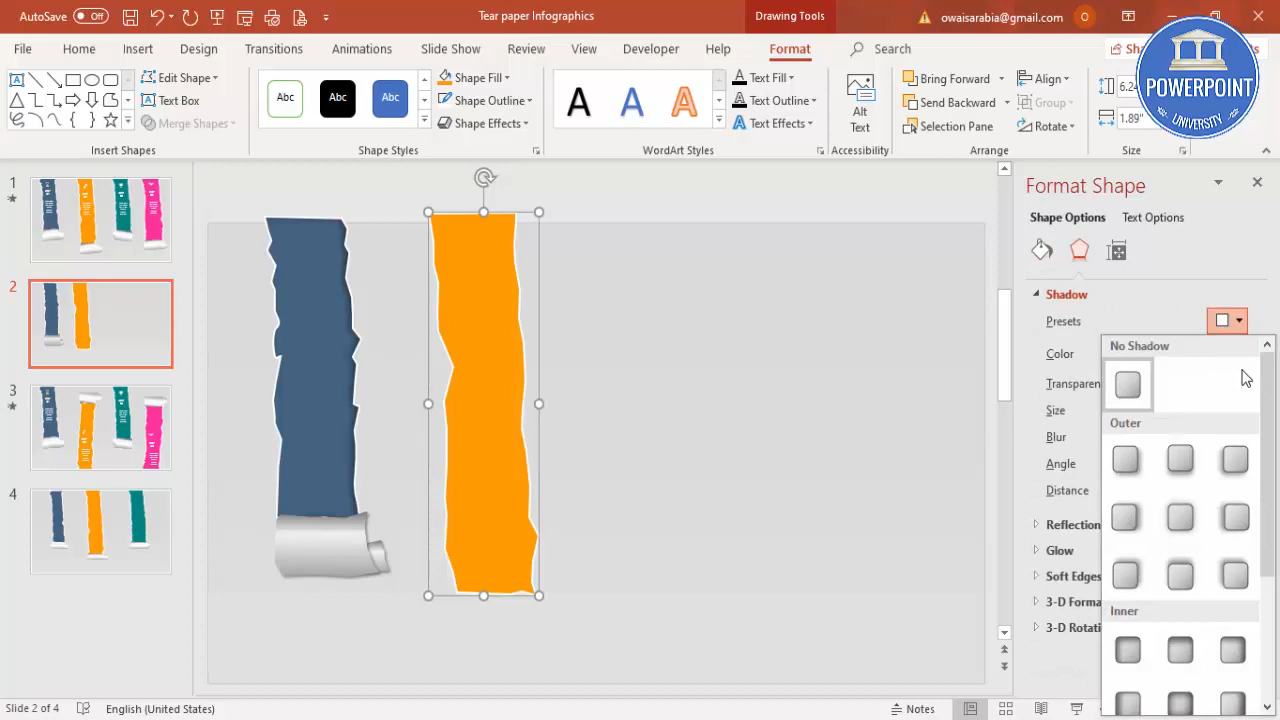 AutoSave Off Tear paper Infographics Drawing Tools owaisarabia@gmail.com O
File Home Insert Design Transitions Animations Slide Show Review View Developer Help Format Search
Edit Shape
Text Box
Merge Shapes
Insert Shapes
Abc Abc Abc
Shape Fill
Shape Outline
Shape Effects
Shape Styles
A A A
Text Fill
Text Outline
Text Effects
WordArt Styles
Alt
Text
Accessibility
Bring Forward
Send Backward
Selection Pane
Align
Group
Rotate
Arrange
1.89"
Size
POWERPOINT
UNIVERSITY
1
2
3
4
Format Shape
Shape Options Text Options
Shadow
Presets
Color
Transparen
Size
Blur
Angle
Distance
Reflection
Glow
Soft Edges
3-D Forma
3-D Rotati
No Shadow
Outer
Inner
Slide 2 of 4 English (United States) Notes